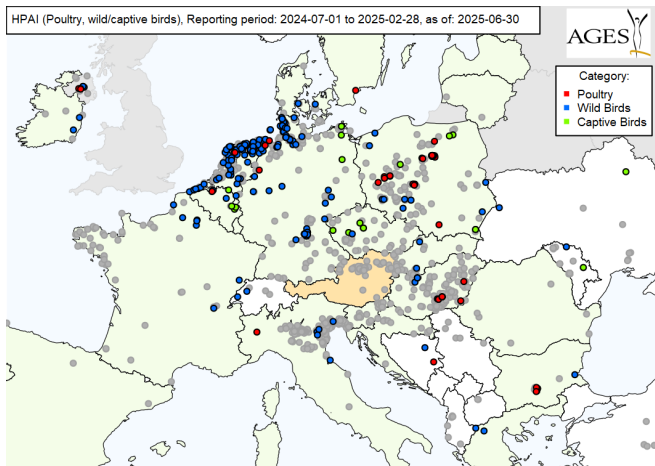 HPAI (Poultry, wild/captive birds), Reporting period: 2024-07-01 to 2025-02-28, as of: 2025-06-30
AGES
Category:
Poultry
Wild Birds
Captive Birds